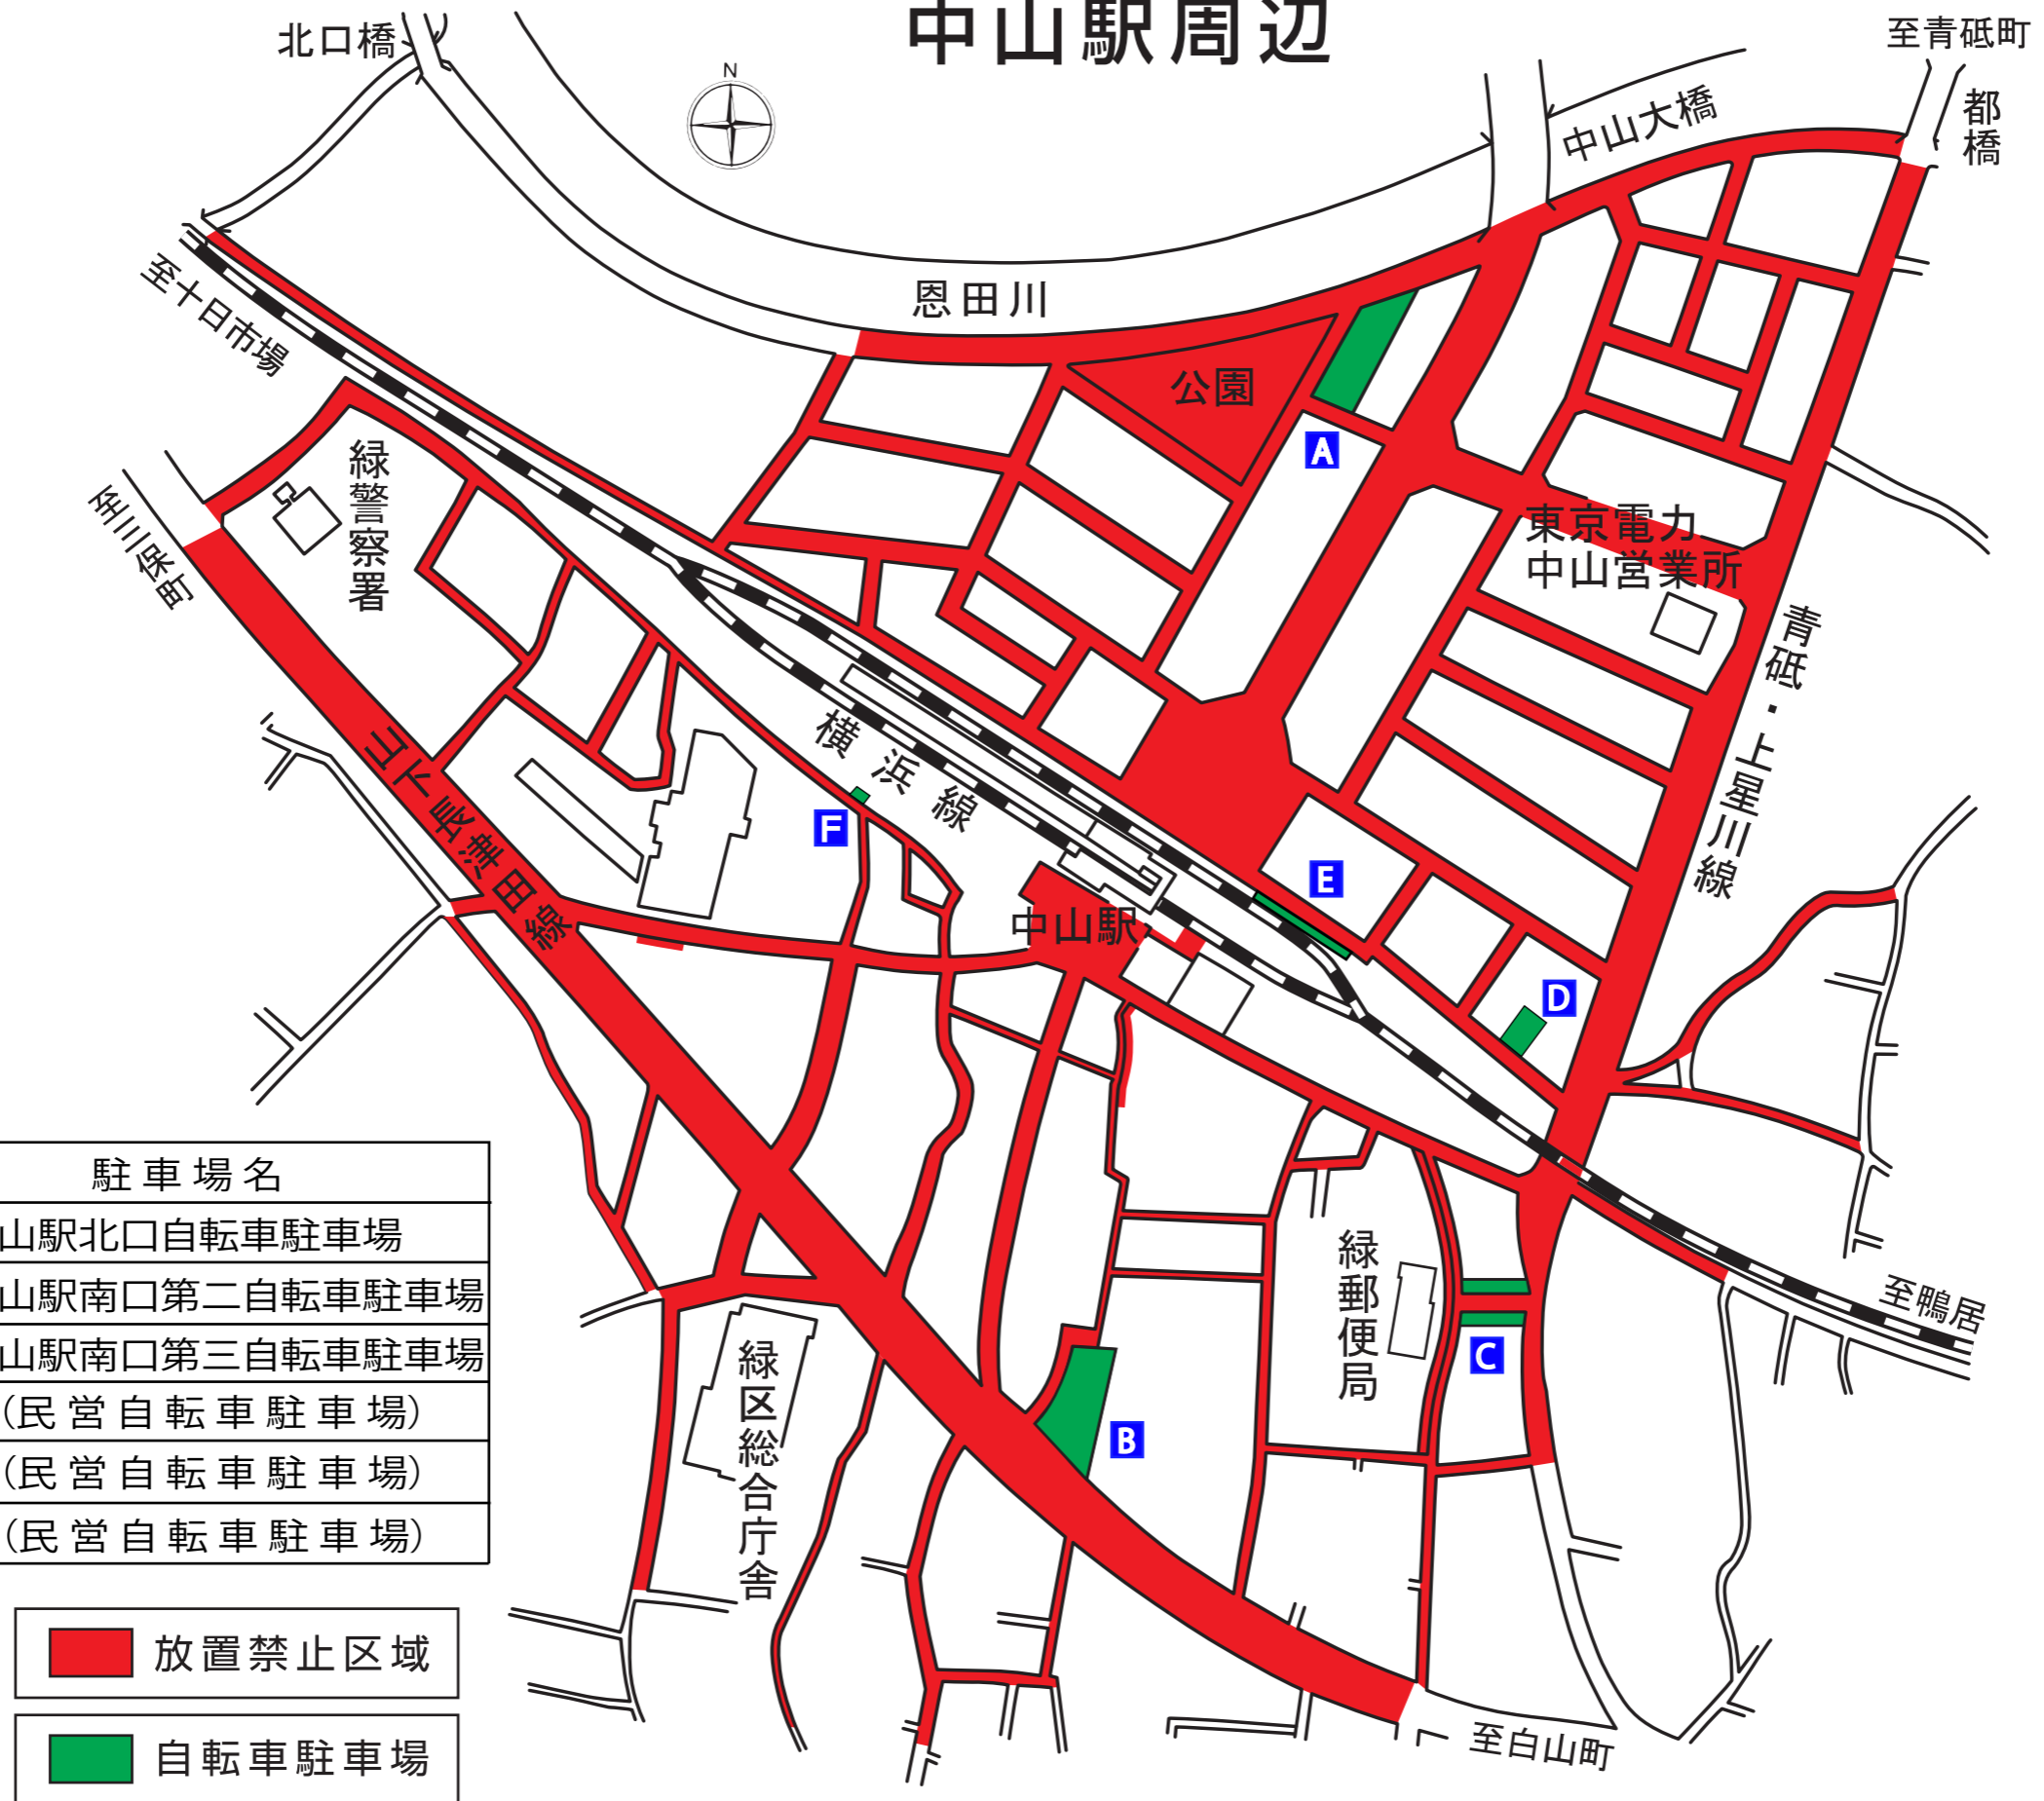 中山駅周辺
北口橋
N
至青砥町
都橋
中山大橋
至十日市場
恩田川
公園
A
緑警察署
至三保町
東京電力
中山営業所
青砥・上星川線
横浜線
山下長津田線
F
E
中山駅
D
緑郵便局
C
至鴨居
緑区総合庁舎
B
至白山町
駐車場名
山駅北口自転車駐車場
山駅南口第二自転車駐車場
山駅南口第三自転車駐車場
（民営自転車駐車場）
（民営自転車駐車場）
（民営自転車駐車場）
放置禁止区域
自転車駐車場